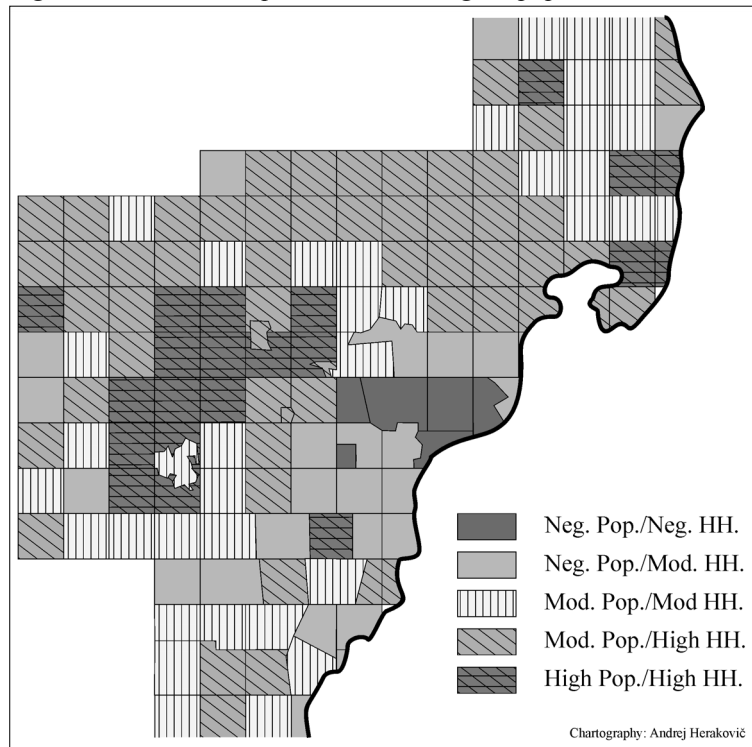 Neg. Pop./Neg. HH.
Neg. Pop./Mod. HH.
Mod. Pop./Mod HH.
Mod. Pop./High HH.
High Pop./High HH.
Chartography: Andrej Herakovič